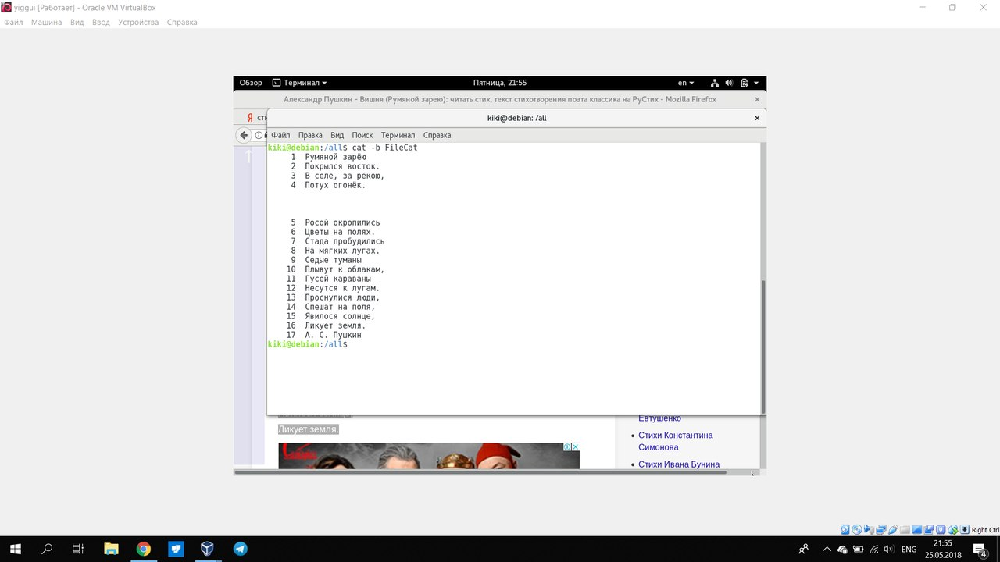 yiggui [Работает] - Oracle VM VirtualBox
Файл Машина Вид Ввод Устройства Справка
Обзор Терминал Пятница, 21:55 en
Александр Пушкин - Вишня (Румяной зарею): читать стих, текст стихотворения поэта классика на РуСтих - Mozilla Firefox
kiki@debian: /all
Файл Правка Вид Поиск Терминал Справка
kiki@debian:/all$ cat -b FileCat
1 Румяной зарёю
2 Покрылся восток.
3 В селе, за рекою,
4 Потух огонёк.
5 Росой окропились
6 Цветы на полях.
7 Стада пробудились
8 На мягких лугах.
9 Седые туманы
10 Плывут к облакам,
11 Гусей караваны
12 Несутся к лугам.
13 Проснулися люди,
14 Спешат на поля,
15 Явилося солнце,
16 Ликует земля.
17 А. С. Пушкин
kiki@debian:/all$
Ликует земля.
Евтушенко
• Стихи Константина
Симонова
• Стихи Ивана Бунина
Right Ctrl
ENG
21:55
25.05.2018
4